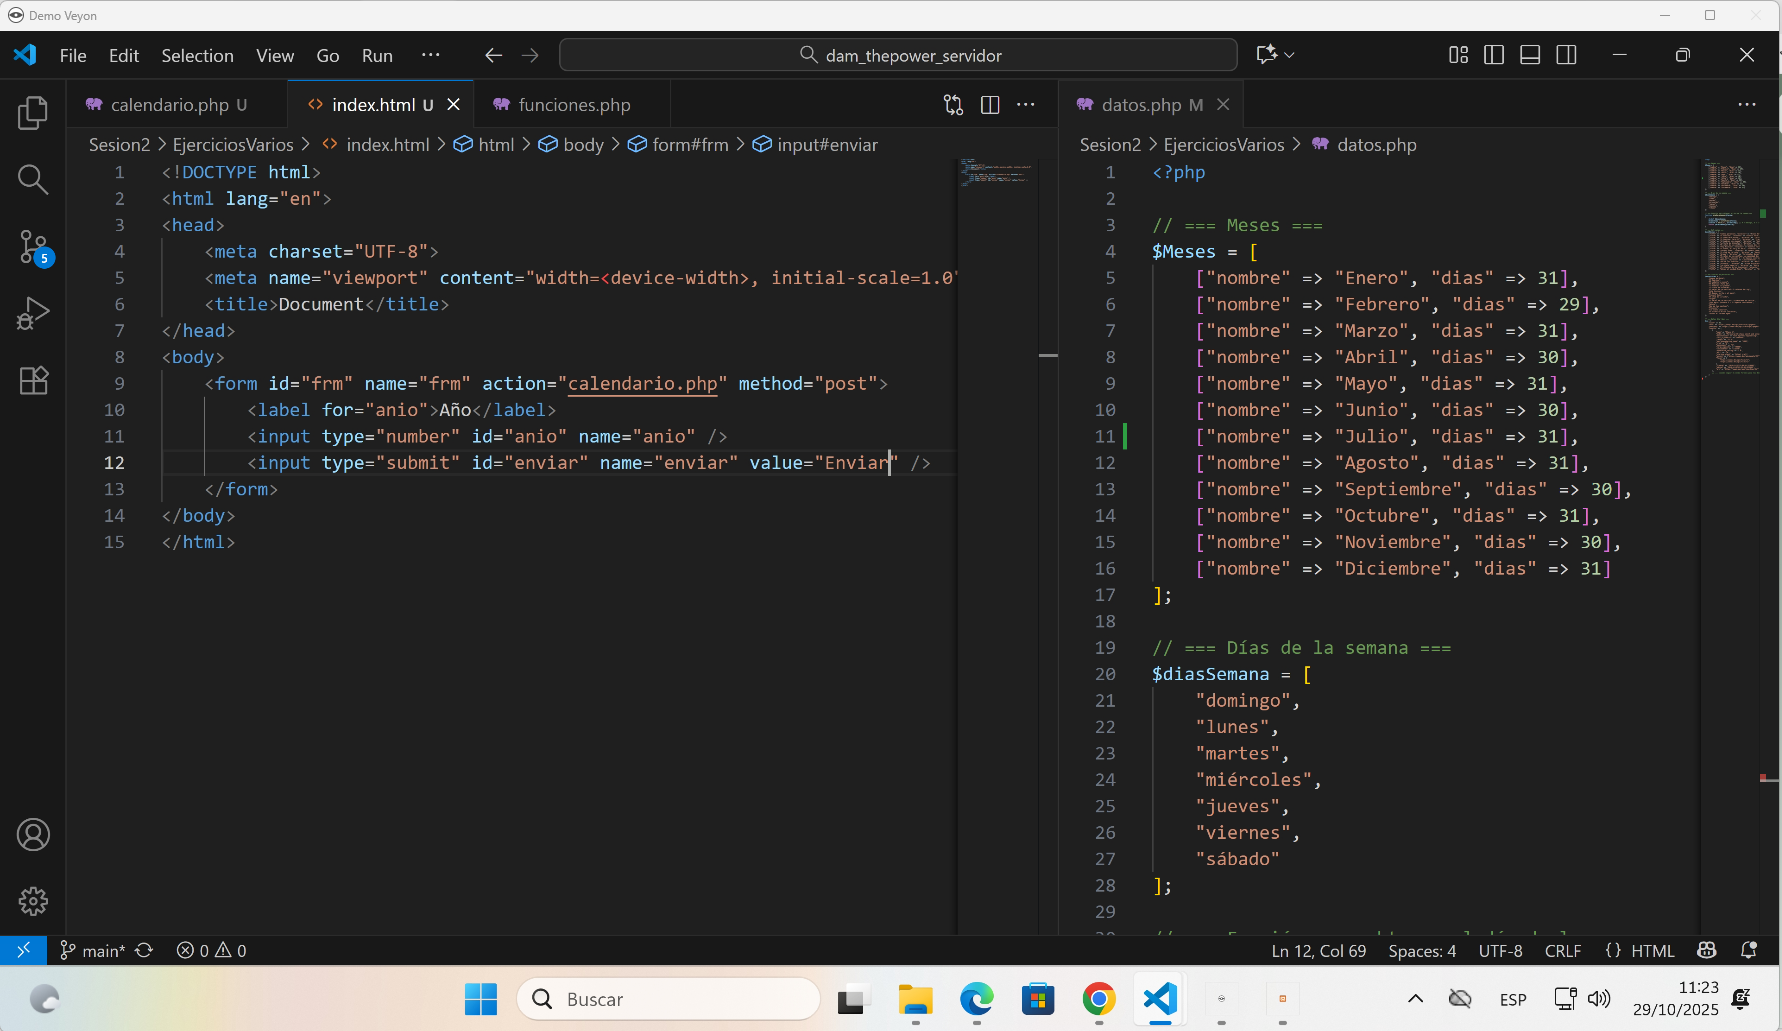 Demo Veyon
File Edit Selection View Go Run ··· dam_thepower_servidor
calendario.php U index.html U funciones.php
datos.php M
Sesion2 > EjerciciosVarios > index.html > html > body > form#frm > input#enviar
1 <!DOCTYPE html>
2 <html lang="en">
3 <head>
4 <meta charset="UTF-8">
5 <meta name="viewport" content="width=<device-width>, initial-scale=1.0"
6 <title>Document</title>
7 </head>
8 <body>
9 <form id="frm" name="frm" action="calendario.php" method="post">
10 <label for="anio">Año</label>
11 <input type="number" id="anio" name="anio" />
12 <input type="submit" id="enviar" name="enviar" value="Enviar" />
13 </form>
14 </body>
15 </html>
Sesion2 > EjerciciosVarios > datos.php
1 <?php
2
3 // === Meses ===
4 $Meses = [
5 ["nombre" => "Enero", "dias" => 31],
6 ["nombre" => "Febrero", "dias" => 29],
7 ["nombre" => "Marzo", "dias" => 31],
8 ["nombre" => "Abril", "dias" => 30],
9 ["nombre" => "Mayo", "dias" => 31],
10 ["nombre" => "Junio", "dias" => 30],
11 ["nombre" => "Julio", "dias" => 31],
12 ["nombre" => "Agosto", "dias" => 31],
13 ["nombre" => "Septiembre", "dias" => 30],
14 ["nombre" => "Octubre", "dias" => 31],
15 ["nombre" => "Noviembre", "dias" => 30],
16 ["nombre" => "Diciembre", "dias" => 31]
17 ];
18
19 // === Días de la semana ===
20 $diasSemana = [
21 "domingo",
22 "lunes",
23 "martes",
24 "miércoles",
25 "jueves",
26 "viernes",
27 "sábado"
28 ];
29
5
main* 0 0 Ln 12, Col 69 Spaces: 4 UTF-8 CRLF {} HTML
Buscar ESP 11:23
29/10/2025